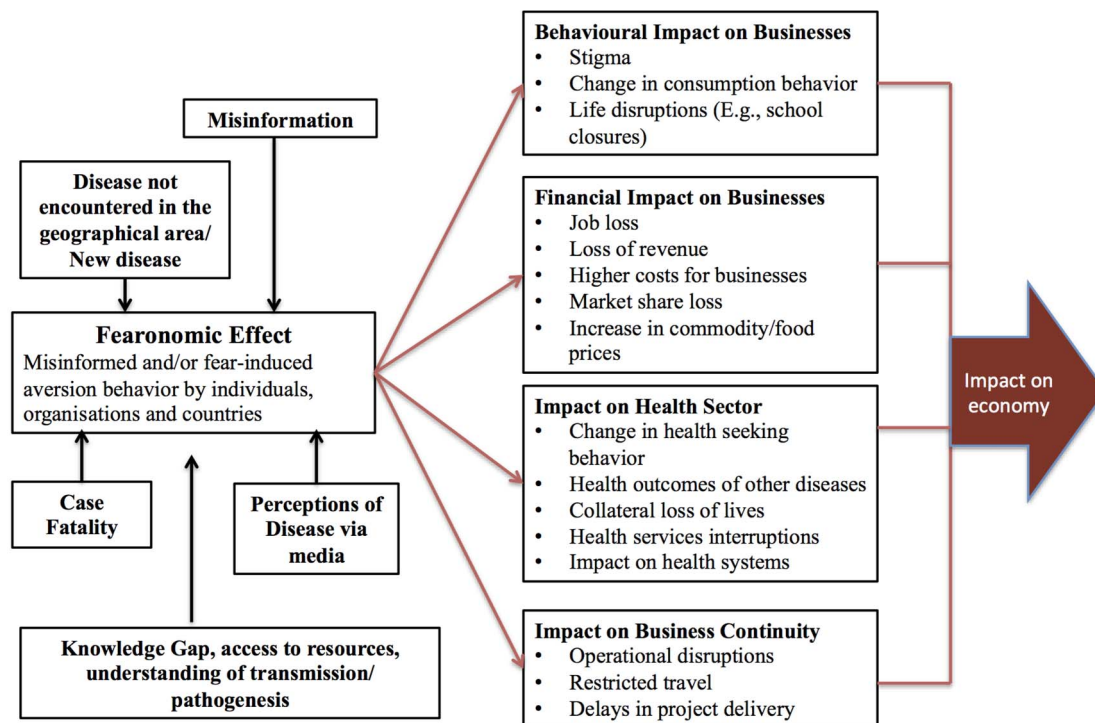 Misinformation
Disease not
encountered in the
geographical area/
New disease
Fearonomic Effect
Misinformed and/or fear-induced
aversion behavior by individuals,
organisations and countries
Case
Fatality
Perceptions of
Disease via
media
Knowledge Gap, access to resources,
understanding of transmission/
pathogenesis
Behavioural Impact on Businesses
• Stigma
• Change in consumption behavior
• Life disruptions (E.g., school
closures)
Financial Impact on Businesses
• Job loss
• Loss of revenue
• Higher costs for businesses
• Market share loss
• Increase in commodity/food
prices
Impact on Health Sector
• Change in health seeking
behavior
• Health outcomes of other diseases
• Collateral loss of lives
• Health services interruptions
• Impact on health systems
Impact on Business Continuity
• Operational disruptions
• Restricted travel
• Delays in project delivery
Impact on
economy